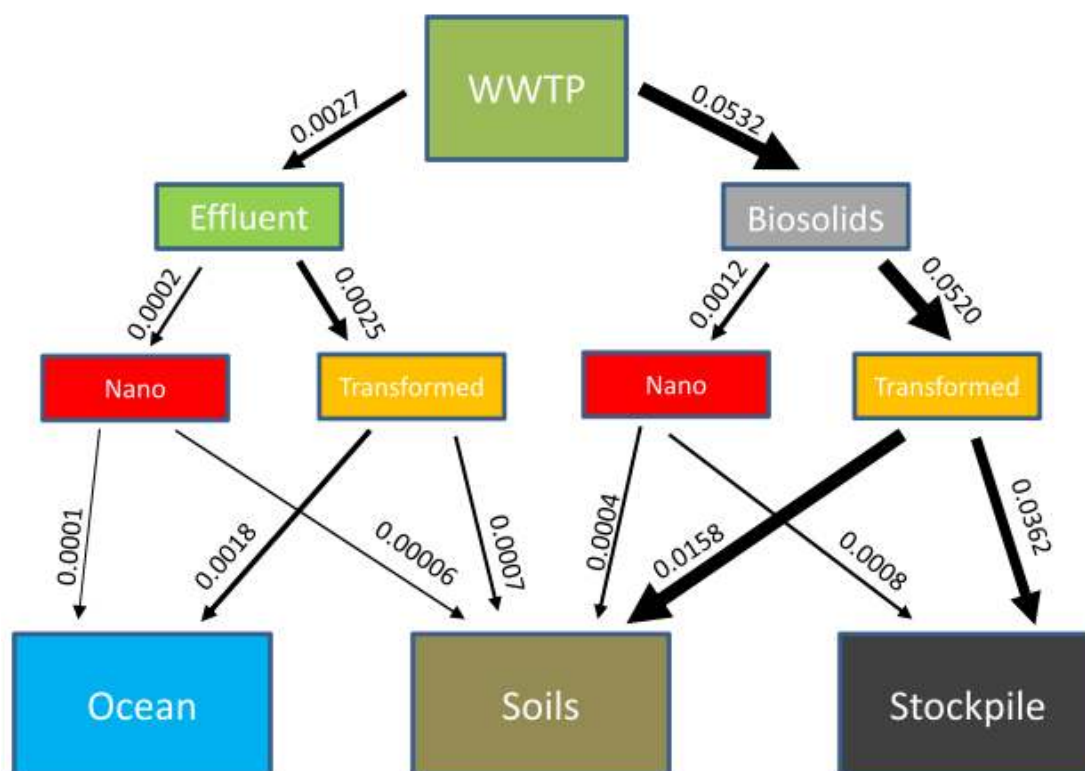 WWTP
0.0027
0.0532
Effluent
Biosolids
0.0002
0.0025
0.0012
0.0520
Nano
Transformed
Nano
Transformed
0.0001
0.0018
0.00006
0.0007
0.0004
0.0158
0.0008
0.0362
Ocean
Soils
Stockpile